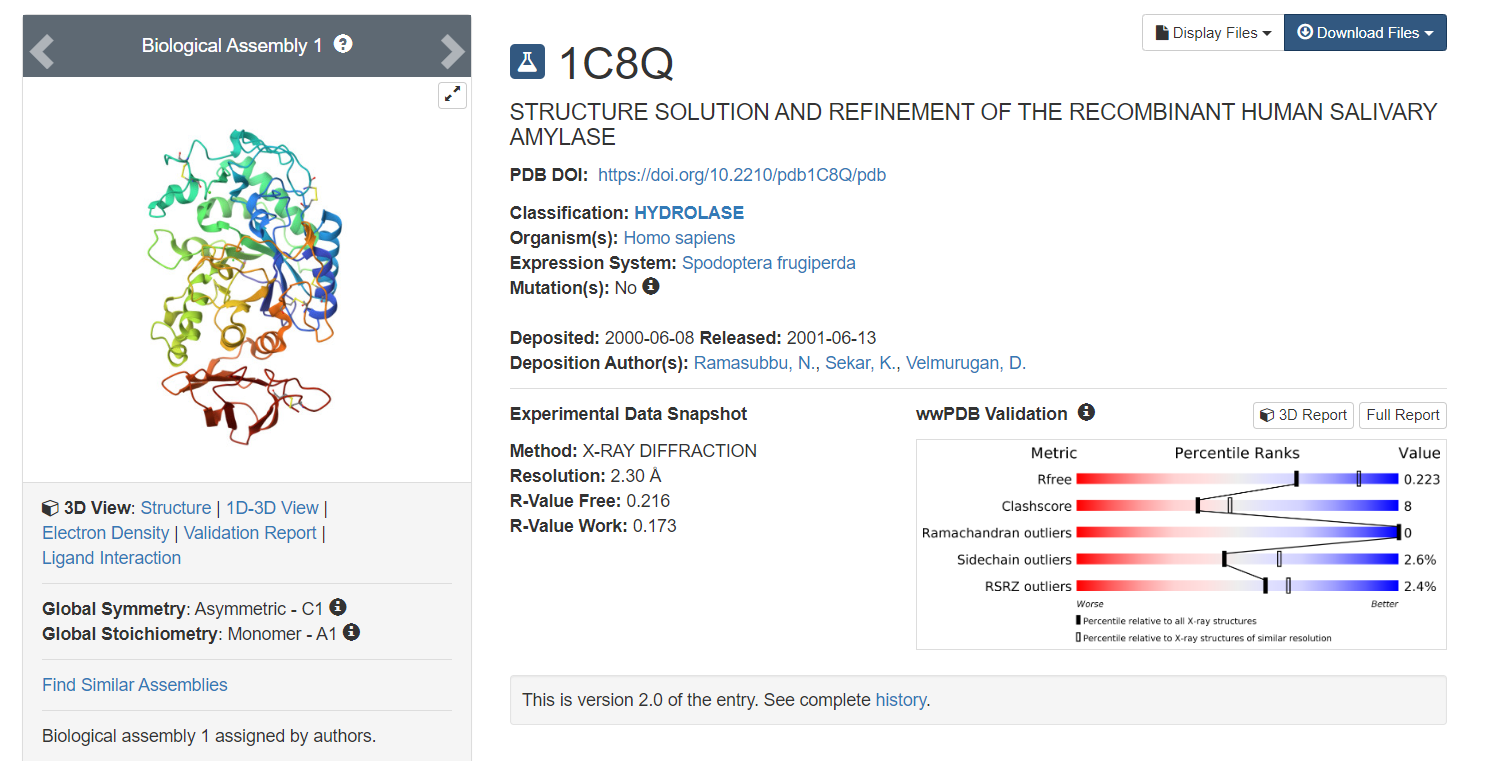 Biological Assembly 1 ?
3D View: Structure | 1D-3D View |
Electron Density | Validation Report |
Ligand Interaction
Global Symmetry: Asymmetric - C1
Global Stoichiometry: Monomer - A1
Find Similar Assemblies
Biological assembly 1 assigned by authors.
Display Files Download Files
1C8Q
STRUCTURE SOLUTION AND REFINEMENT OF THE RECOMBINANT HUMAN SALIVARY
AMYLASE
PDB DOI: https://doi.org/10.2210/pdb1C8Q/pdb
Classification: HYDROLASE
Organism(s): Homo sapiens
Expression System: Spodoptera frugiperda
Mutation(s): No
Deposited: 2000-06-08 Released: 2001-06-13
Deposition Author(s): Ramasubbu, N., Sekar, K., Velmurugan, D.
Experimental Data Snapshot
Method: X-RAY DIFFRACTION
Resolution: 2.30 Å
R-Value Free: 0.216
R-Value Work: 0.173
wwPDB Validation 3D Report Full Report
Metric Percentile Ranks Value
Rfree 0.223
Clashscore 8
Ramachandran outliers 0
Sidechain outliers 2.6%
RSRZ outliers 2.4%
Worse Better
Percentile relative to all X-ray structures
Percentile relative to X-ray structures of similar resolution
This is version 2.0 of the entry. See complete history.